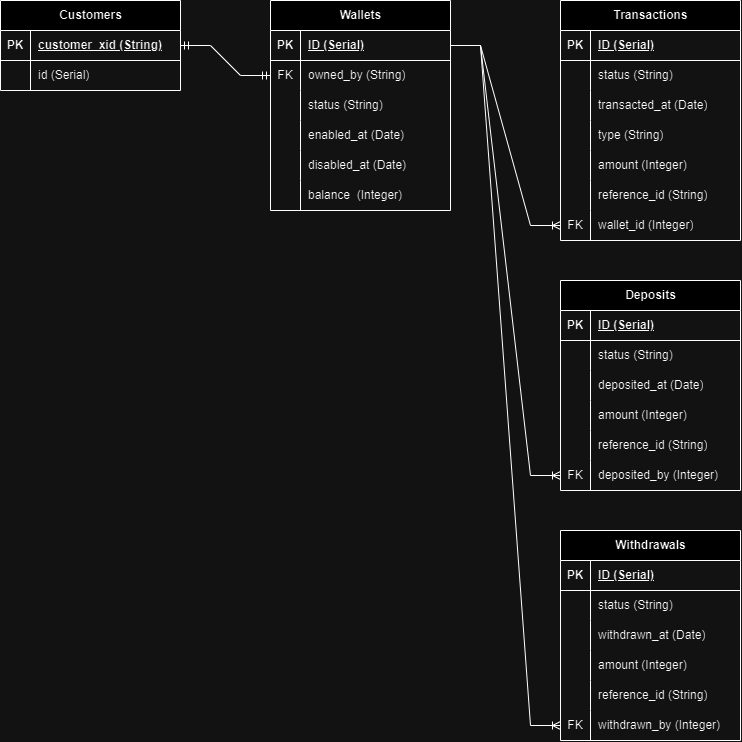 Customers
PK customer_xid (String)
id (Serial)
Wallets
PK ID (Serial)
FK owned_by (String)
status (String)
enabled_at (Date)
disabled_at (Date)
balance (Integer)
Transactions
PK ID (Serial)
status (String)
transacted_at (Date)
type (String)
amount (Integer)
reference_id (String)
FK wallet_id (Integer)
Deposits
PK ID (Serial)
status (String)
deposited_at (Date)
amount (Integer)
reference_id (String)
FK deposited_by (Integer)
Withdrawals
PK ID (Serial)
status (String)
withdrawn_at (Date)
amount (Integer)
reference_id (String)
FK withdrawn_by (Integer)